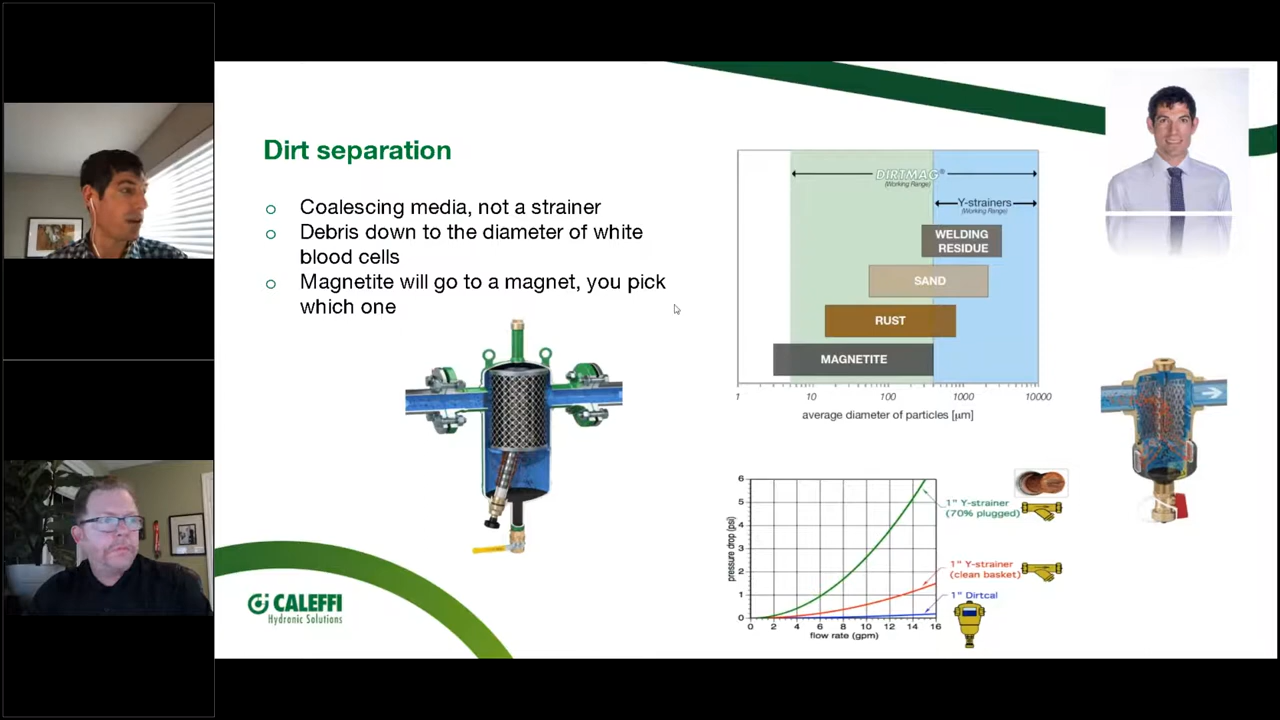 Dirt separation
Coalescing media, not a strainer
Debris down to the diameter of white
blood cells
Magnetite will go to a magnet, you pick
which one
DIRTMAG®
(Working Range)
Y-strainers
(Working Range)
WELDING
RESIDUE
SAND
RUST
MAGNETITE
1 10 100 1000 10000
average diameter of particles [μm]
pressure drop (psi)
6
5
4
3
2
1
0
0 2 4 6 8 10 12 14 16
flow rate (gpm)
1" Y-strainer
(70% plugged)
1" Y-strainer
(clean basket)
1" Dirtcal
CALEFFI
Hydronic Solutions